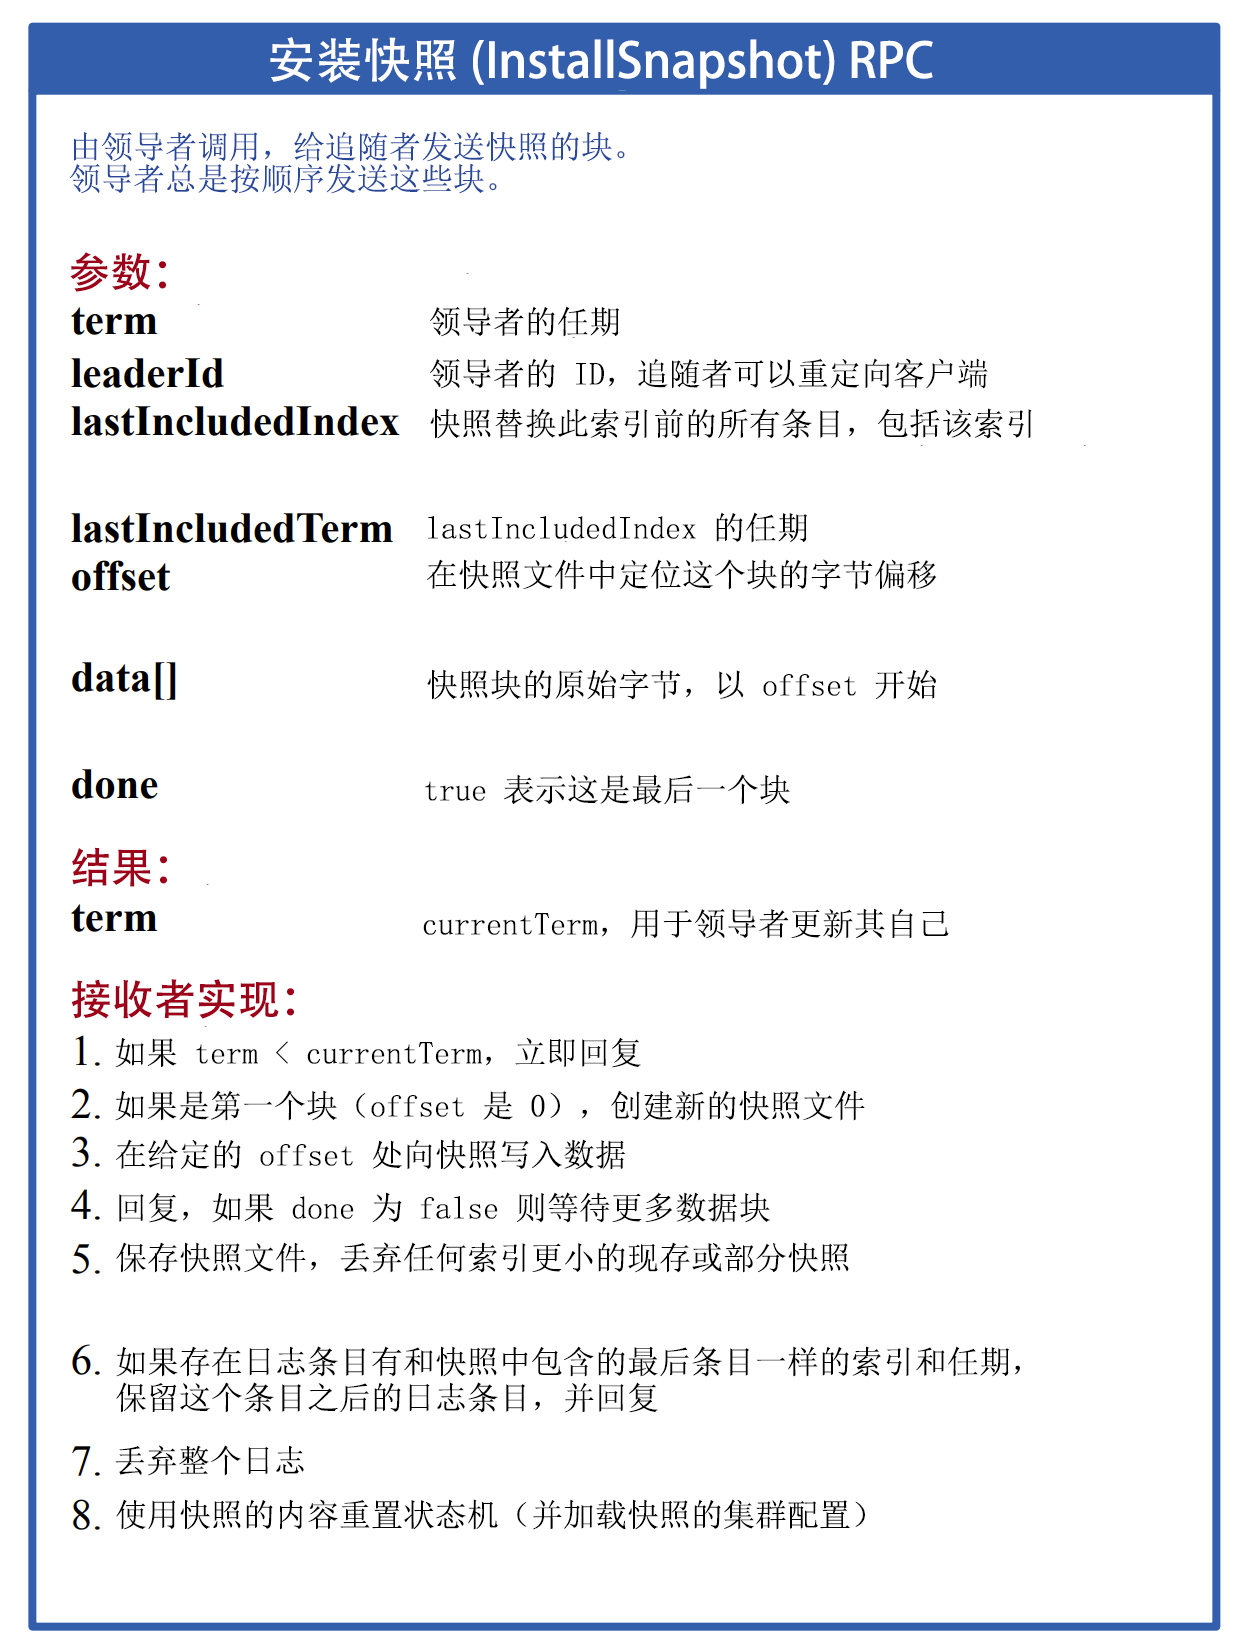 安装快照 (InstallSnapshot) RPC
由领导者调用，给追随者发送快照的块。
领导者总是按顺序发送这些块。
参数：
term 领导者的任期
leaderId 领导者的 ID，追随者可以重定向客户端
lastIncludedIndex 快照替换此索引前的所有条目，包括该索引
lastIncludedTerm lastIncludedIndex 的任期
offset 在快照文件中定位这个块的字节偏移
data[] 快照块的原始字节，以 offset 开始
done true 表示这是最后一个块
结果：
term currentTerm，用于领导者更新其自己
接收者实现：
1. 如果 term < currentTerm，立即回复
2. 如果是第一个块（offset 是 0），创建新的快照文件
3. 在给定的 offset 处向快照写入数据
4. 回复，如果 done 为 false 则等待更多数据块
5. 保存快照文件，丢弃任何索引更小的现存或部分快照
6. 如果存在日志条目有和快照中包含的最后条目一样的索引和任期，
保留这个条目之后的日志条目，并回复
7. 丢弃整个日志
8. 使用快照的内容重置状态机（并加载快照的集群配置）